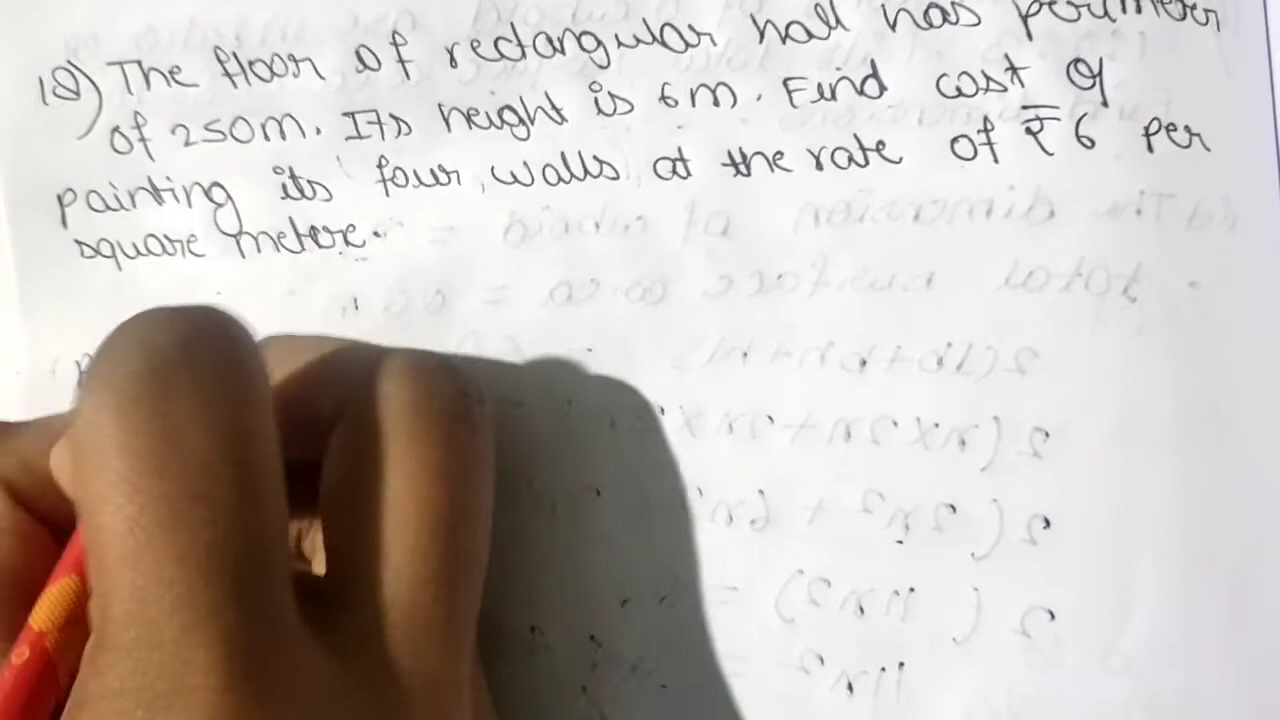 18) The floor of rectangular hall has perimeter
of 250m. Its height is 6m. Find cost of
painting its four walls at the rate of ₹6 per
square metere.